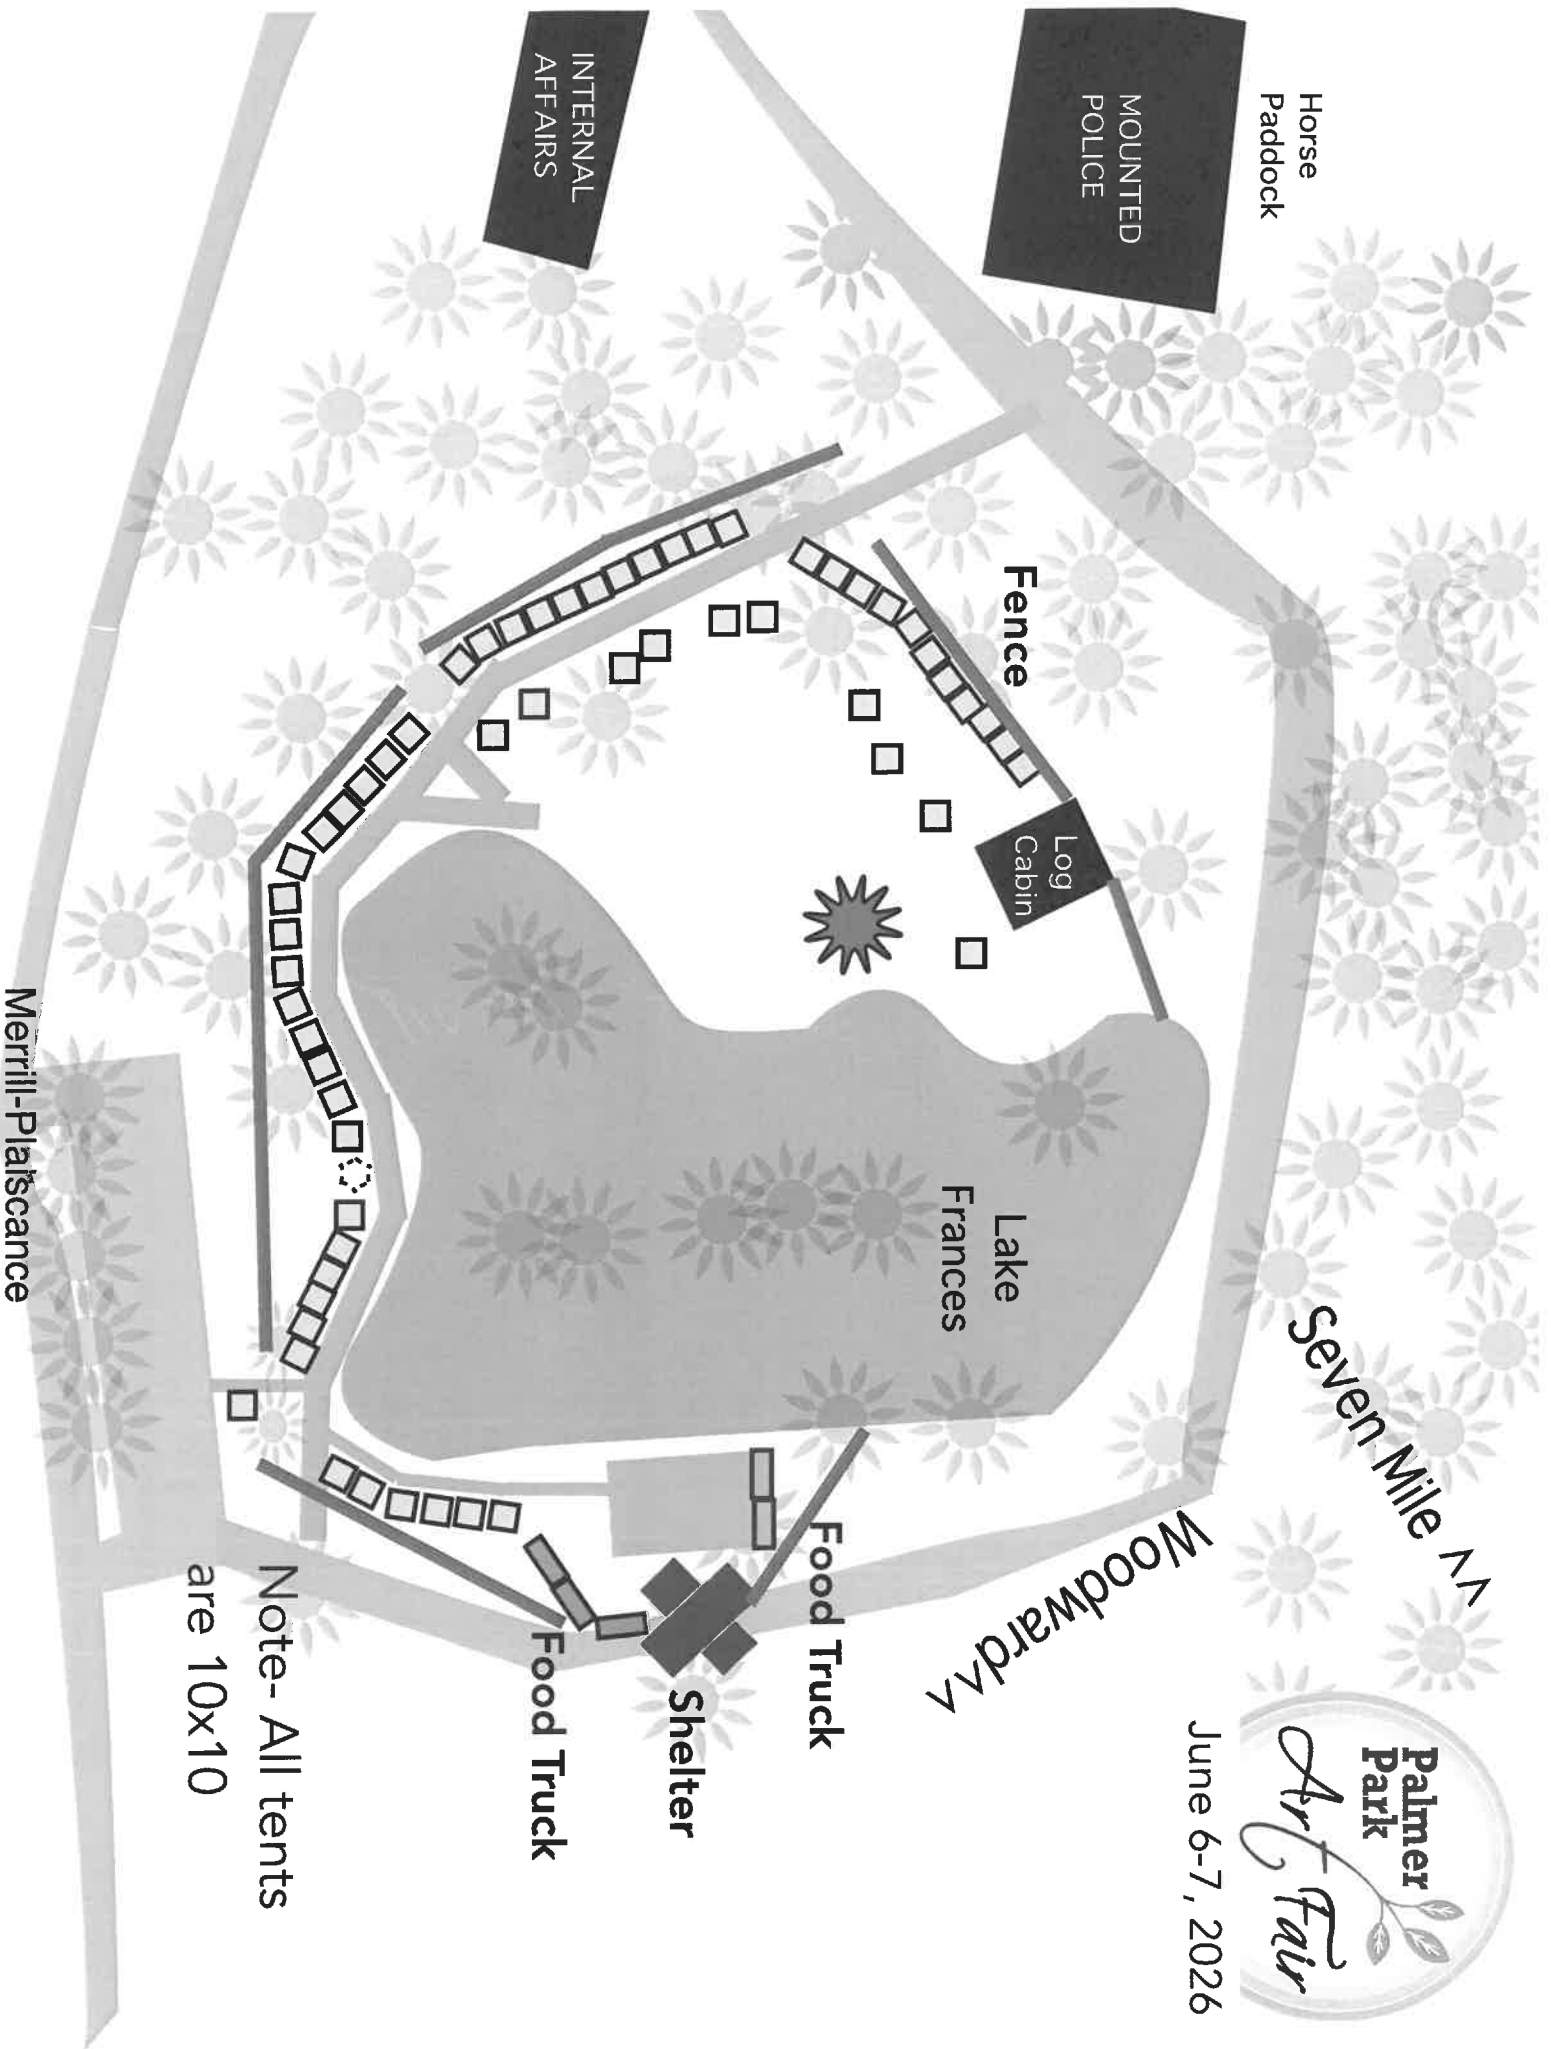 Palmer
Park
Art Fair
June 6-7, 2026
Seven Mile ^^
Woodward^^
Horse
Paddock
MOUNTED
POLICE
Fence
Log
Cabin
Lake
Frances
Food Truck
Shelter
Food Truck
INTERNAL
AFFAIRS
Note- All tents
are 10x10
Merrill-Plaiscance